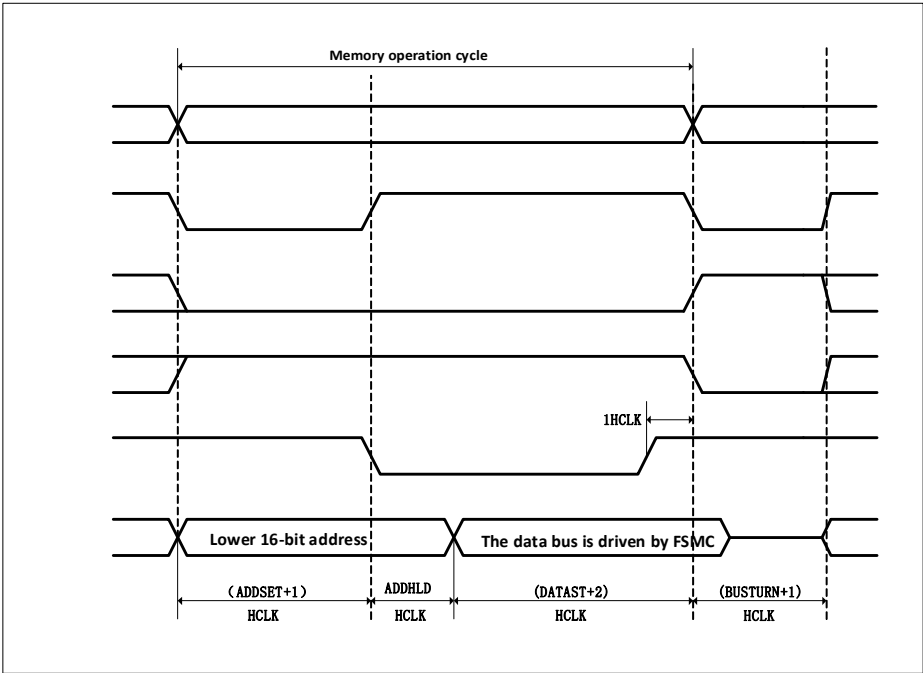 Memory operation cycle
1HCLK
Lower 16-bit address
The data bus is driven by FSMC
(ADDSET+1)
HCLK
ADDHLD
HCLK
(DATAST+2)
HCLK
(BUSTURN+1)
HCLK